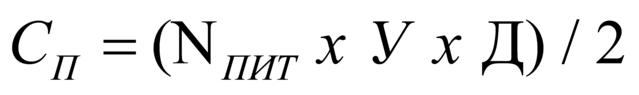 C_П = (N_ПИТ x У x Д) / 2